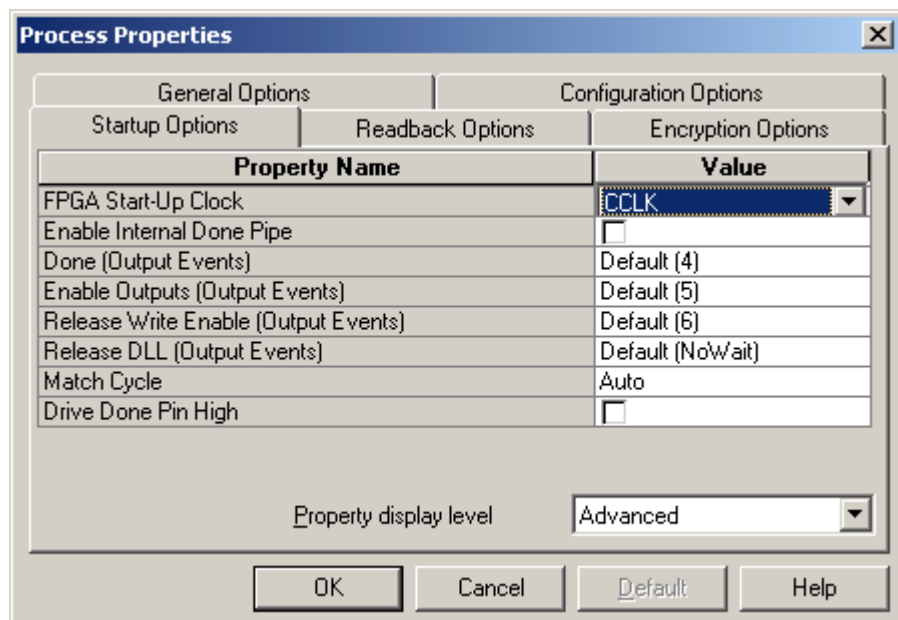 Process Properties
General Options Configuration Options
Startup Options Readback Options Encryption Options
Property Name Value
FPGA Start-Up Clock CCLK
Enable Internal Done Pipe
Done (Output Events) Default (4)
Enable Outputs (Output Events) Default (5)
Release Write Enable (Output Events) Default (6)
Release DLL (Output Events) Default (NoWait)
Match Cycle Auto
Drive Done Pin High
Property display level Advanced
OK Cancel Default Help